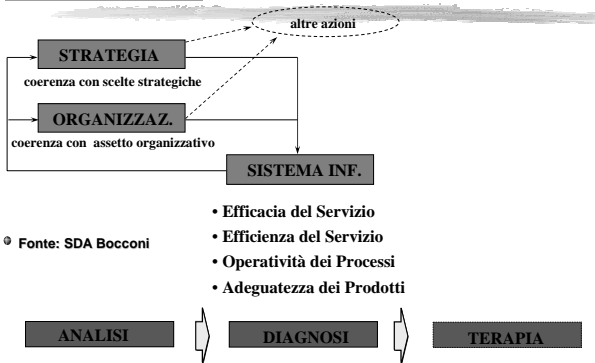 altre azioni
STRATEGIA
coerenza con scelte strategiche
ORGANIZZAZ.
coerenza con assetto organizzativo
SISTEMA INF.
• Efficacia del Servizio
• Efficienza del Servizio
Fonte: SDA Bocconi
• Operatività dei Processi
• Adeguatezza dei Prodotti
ANALISI
DIAGNOSI
TERAPIA